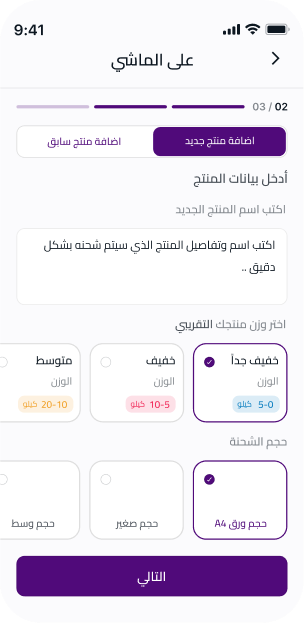 9:41
على الماشي
03 / 02
اضافة منتج جديد
اضافة منتج سابق
أدخل بيانات المنتج
اكتب اسم المنتج الجديد
اكتب اسم وتفاصيل المنتج الذي سيتم شحنه بشكل
دقيق ..
اختر وزن منتجك التقريبي
خفيف جداً
الوزن
5-0 كيلو
خفيف
الوزن
10-5 كيلو
متوسط
الوزن
20-10 كيلو
حجم الشحنة
حجم ورق A4
حجم صغير
حجم وسط
التالي